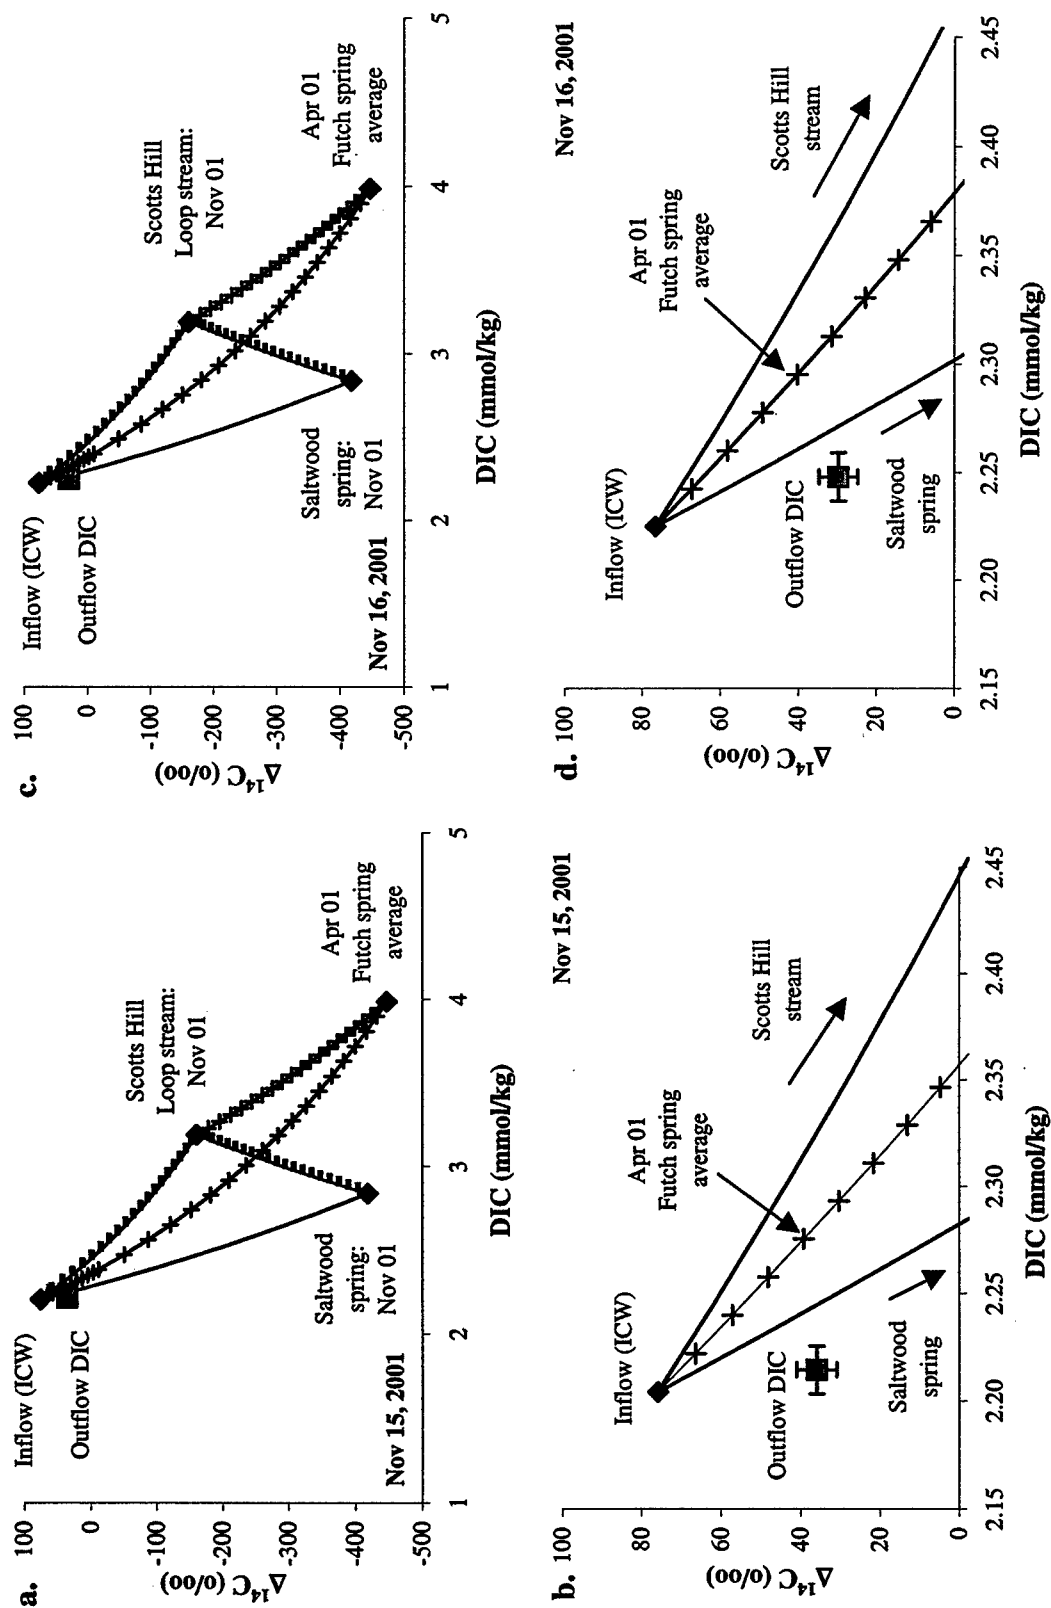 a.
100
0
-100
-200
-300
-400
-500
Δ¹⁴C (o/oo)
1
2
3
4
5
DIC (mmol/kg)
Inflow (ICW)
Outflow DIC
Scotts Hill
Loop stream:
Nov 01
Apr 01
Futch spring
average
Saltwood
spring:
Nov 01
Nov 15, 2001
b.
100
80
60
40
20
0
Δ¹⁴C (o/oo)
2.15
2.20
2.25
2.30
2.35
2.40
2.45
DIC (mmol/kg)
Nov 15, 2001
Inflow (ICW)
Outflow DIC
Apr 01
Futch spring
average
Scotts Hill
stream
Saltwood
spring
c.
100
0
-100
-200
-300
-400
-500
Δ¹⁴C (o/oo)
1
2
3
4
5
DIC (mmol/kg)
Inflow (ICW)
Outflow DIC
Scotts Hill
Loop stream:
Nov 01
Apr 01
Futch spring
average
Saltwood
spring:
Nov 01
Nov 16, 2001
d.
100
80
60
40
20
0
Δ¹⁴C (o/oo)
2.15
2.20
2.25
2.30
2.35
2.40
2.45
DIC (mmol/kg)
Nov 16, 2001
Inflow (ICW)
Outflow DIC
Apr 01
Futch spring
average
Scotts Hill
stream
Saltwood
spring